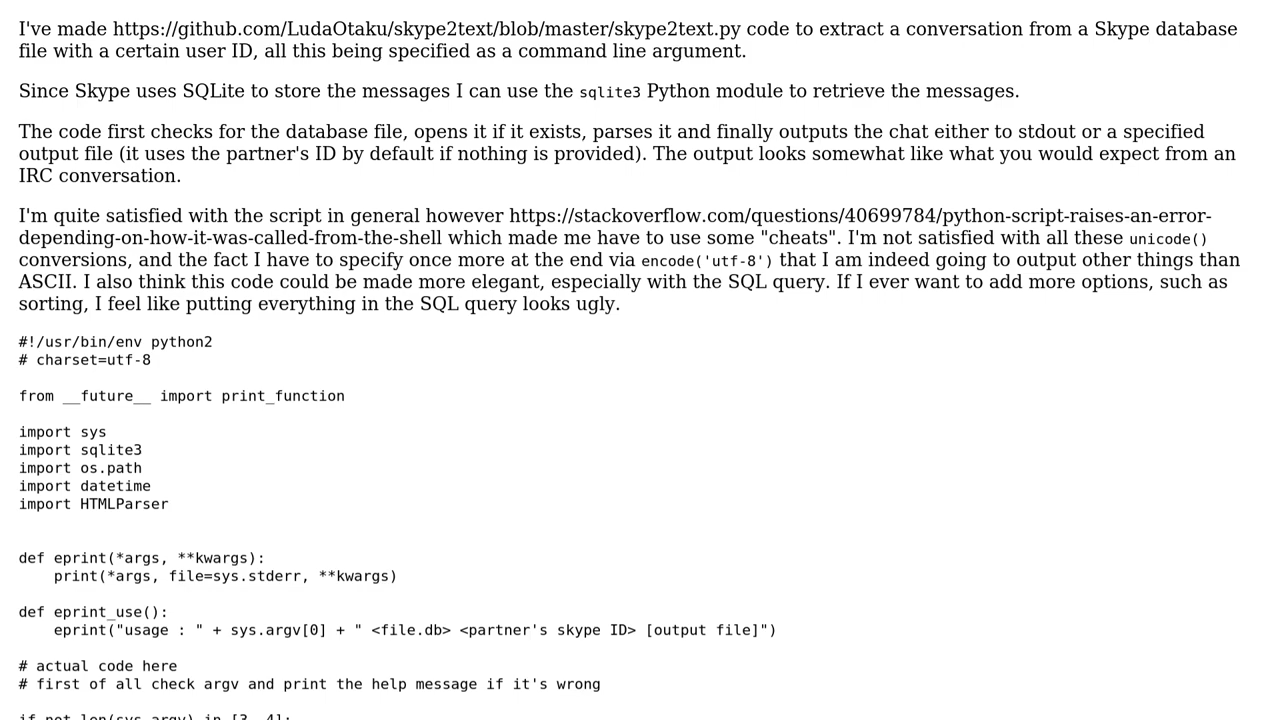 I've made https://github.com/LudaOtaku/skype2text/blob/master/skype2text.py code to extract a conversation from a Skype database
file with a certain user ID, all this being specified as a command line argument.
Since Skype uses SQLite to store the messages I can use the sqlite3 Python module to retrieve the messages.
The code first checks for the database file, opens it if it exists, parses it and finally outputs the chat either to stdout or a specified
output file (it uses the partner's ID by default if nothing is provided). The output looks somewhat like what you would expect from an
IRC conversation.
I'm quite satisfied with the script in general however https://stackoverflow.com/questions/40699784/python-script-raises-an-error-
depending-on-how-it-was-called-from-the-shell which made me have to use some "cheats". I'm not satisfied with all these unicode()
conversions, and the fact I have to specify once more at the end via encode('utf-8') that I am indeed going to output other things than
ASCII. I also think this code could be made more elegant, especially with the SQL query. If I ever want to add more options, such as
sorting, I feel like putting everything in the SQL query looks ugly.
#!/usr/bin/env python2
# charset=utf-8
from __future__ import print_function
import sys
import sqlite3
import os.path
import datetime
import HTMLParser
def eprint(*args, **kwargs):
    print(*args, file=sys.stderr, **kwargs)
def eprint_use():
    eprint("usage : " + sys.argv[0] + " <file.db> <partner's skype ID> [output file]")
# actual code here
# first of all check argv and print the help message if it's wrong
if not len(sys.argv) in [3, 4]: